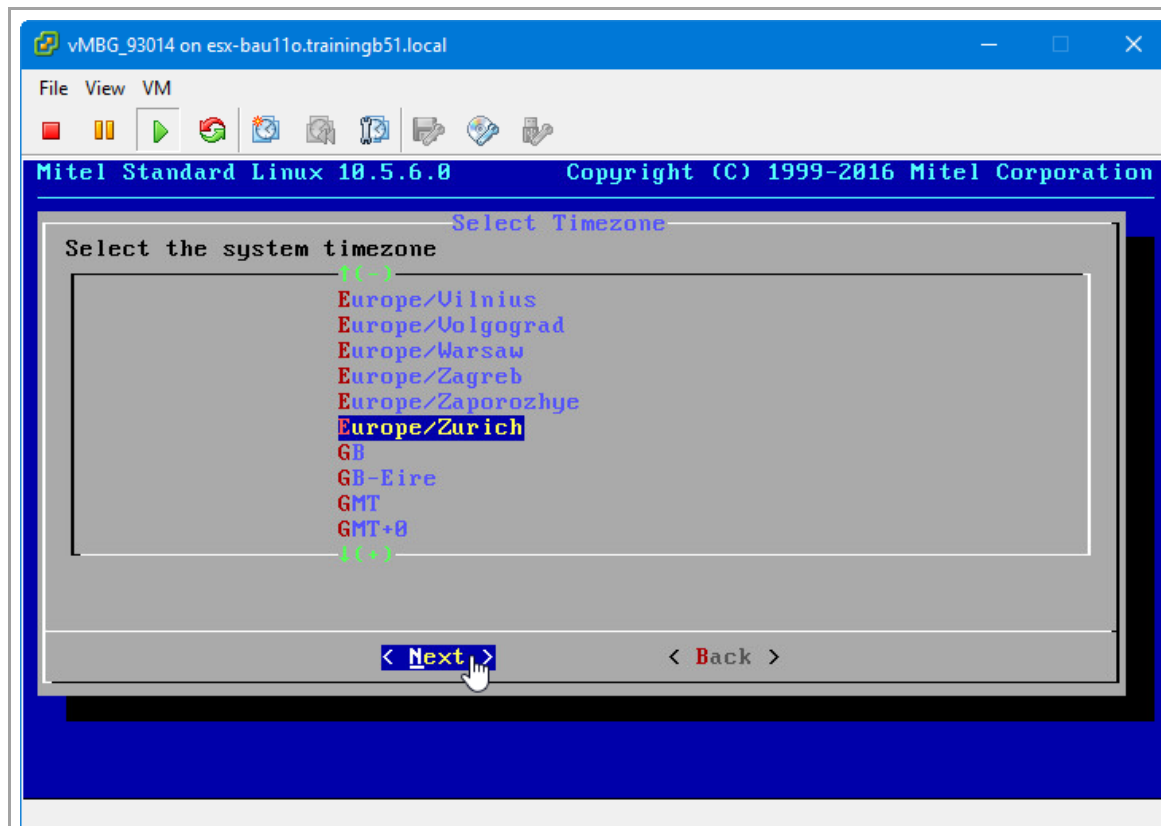 vMBG_93014 on esx-bau11o.trainingb51.local
File View VM
Mitel Standard Linux 10.5.6.0 Copyright (C) 1999-2016 Mitel Corporation
Select Timezone
Select the system timezone
↑(-)
Europe/Vilnius
Europe/Volgograd
Europe/Warsaw
Europe/Zagreb
Europe/Zaporozhye
Europe/Zurich
GB
GB-Eire
GMT
GMT+0
↓(+)
< Next > < Back >